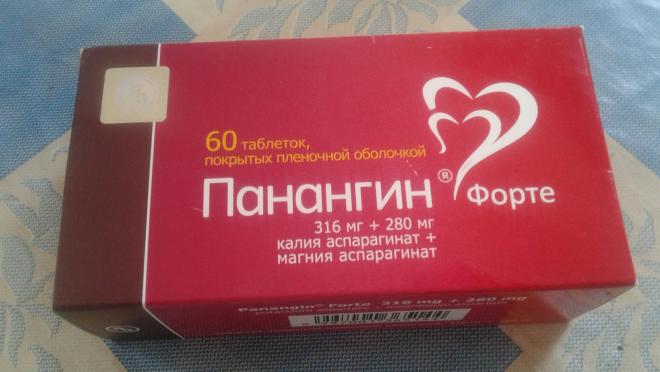 60 таблеток,
покрытых пленочной оболочкой
Панангин® Форте
316 мг + 280 мг
калия аспарагинат +
магния аспарагинат
Panangin® Forte 316 mg + 280 mg